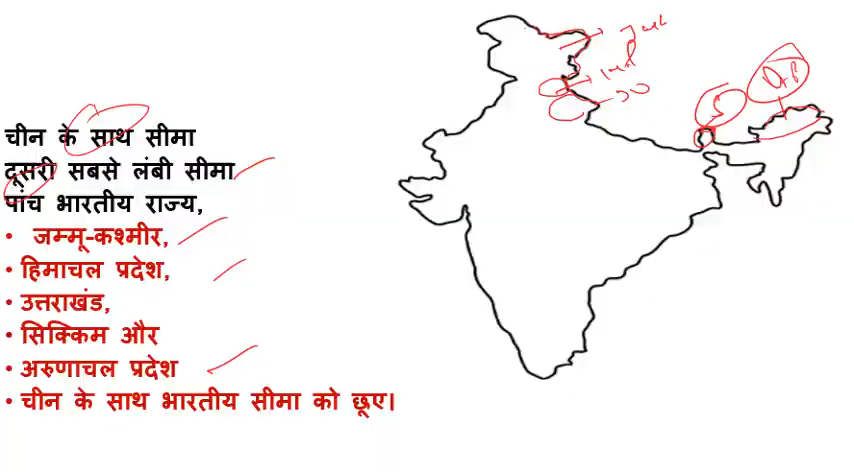 चीन के साथ सीमा
दूसरी सबसे लंबी सीमा
पांच भारतीय राज्य,
• जम्मू-कश्मीर,
• हिमाचल प्रदेश,
• उत्तराखंड,
• सिक्किम और
• अरुणाचल प्रदेश
• चीन के साथ भारतीय सीमा को छूए।